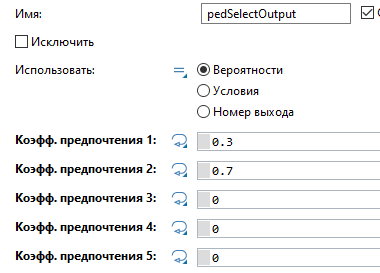 Имя: pedSelectOutput
Исключить
Использовать: Вероятности
Условия
Номер выхода
Коэфф. предпочтения 1: 0.3
Коэфф. предпочтения 2: 0.7
Коэфф. предпочтения 3: 0
Коэфф. предпочтения 4: 0
Коэфф. предпочтения 5: 0